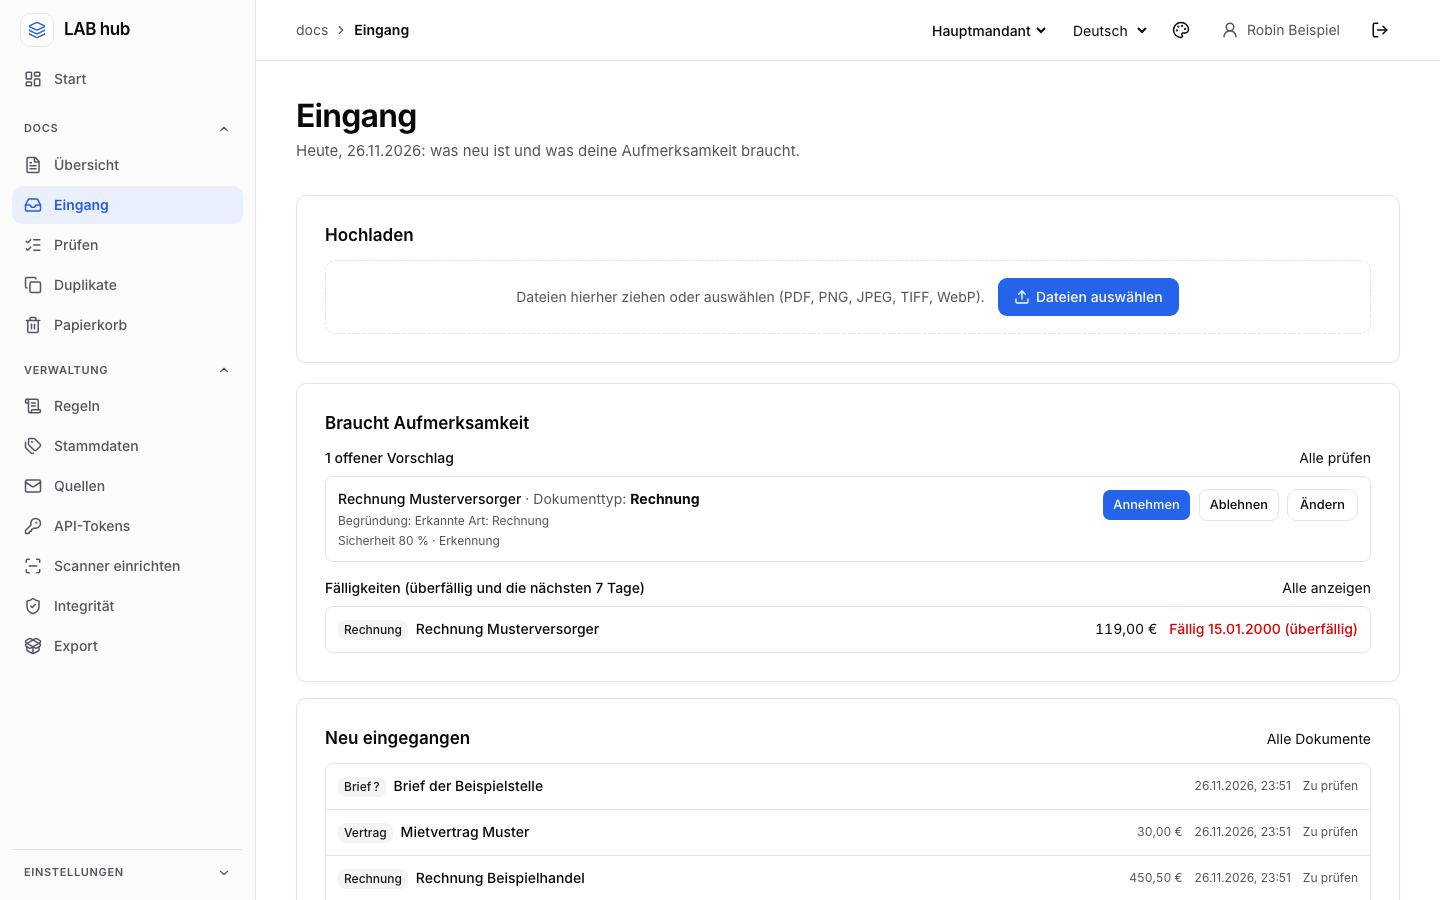 LAB hub
Start
DOCS
Übersicht
Eingang
Prüfen
Duplikate
Papierkorb
VERWALTUNG
Regeln
Stammdaten
Quellen
API-Tokens
Scanner einrichten
Integrität
Export
EINSTELLUNGEN
docs > Eingang
Hauptmandant
Deutsch
Robin Beispiel
Eingang
Heute, 26.11.2026: was neu ist und was deine Aufmerksamkeit braucht.
Hochladen
Dateien hierher ziehen oder auswählen (PDF, PNG, JPEG, TIFF, WebP). Dateien auswählen
Braucht Aufmerksamkeit
1 offener Vorschlag Alle prüfen
Rechnung Musterversorger · Dokumenttyp: Rechnung Annehmen Ablehnen Ändern
Begründung: Erkannte Art: Rechnung
Sicherheit 80 % · Erkennung
Fälligkeiten (überfällig und die nächsten 7 Tage) Alle anzeigen
Rechnung Rechnung Musterversorger 119,00 € Fällig 15.01.2000 (überfällig)
Neu eingegangen Alle Dokumente
Brief ? Brief der Beispielstelle 26.11.2026, 23:51 Zu prüfen
Vertrag Mietvertrag Muster 30,00 € 26.11.2026, 23:51 Zu prüfen
Rechnung Rechnung Beispielhandel 450,50 € 26.11.2026, 23:51 Zu prüfen